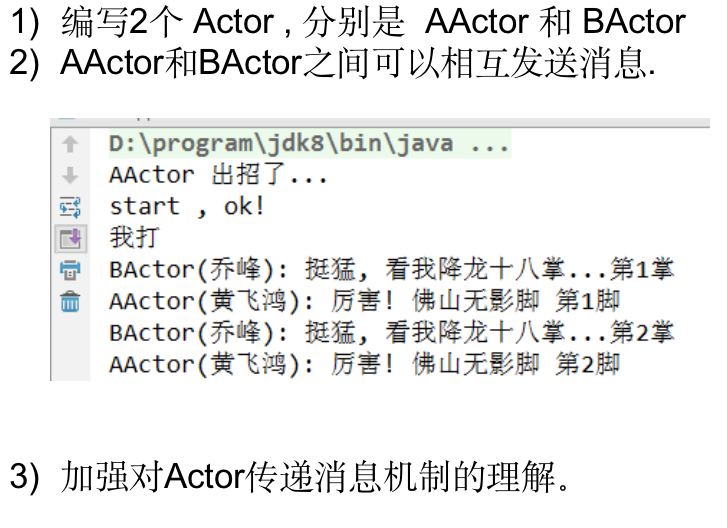 1) 编写2个 Actor , 分别是 AActor 和 BActor
2) AActor和BActor之间可以相互发送消息.
D:\program\jdk8\bin\java ...
AActor 出招了...
start , ok!
我打
BActor(乔峰): 挺猛, 看我降龙十八掌...第1掌
AActor(黄飞鸿): 厉害! 佛山无影脚 第1脚
BActor(乔峰): 挺猛, 看我降龙十八掌...第2掌
AActor(黄飞鸿): 厉害! 佛山无影脚 第2脚
3) 加强对Actor传递消息机制的理解。